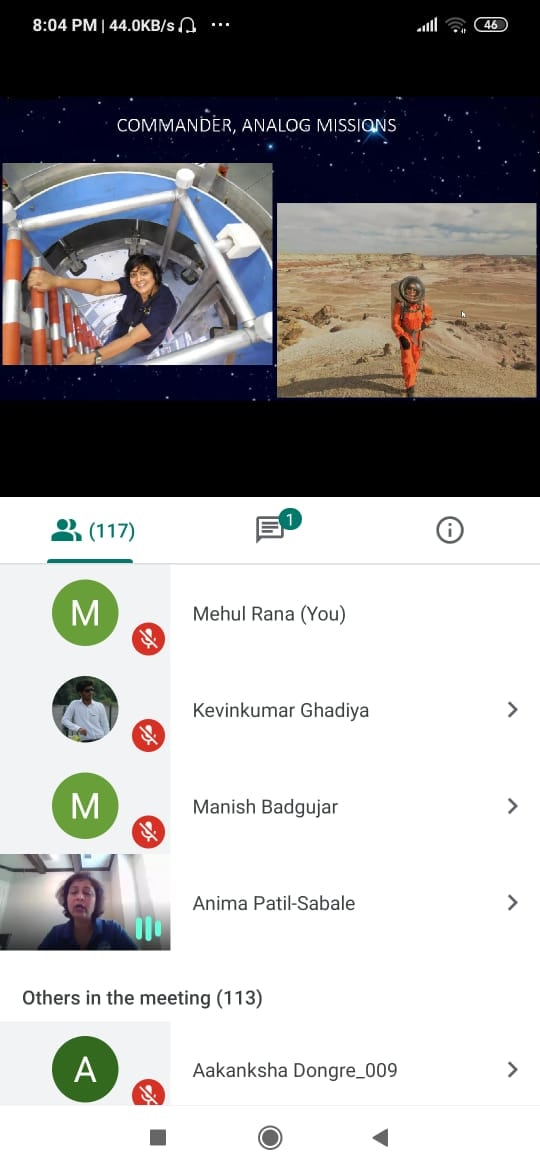 8:04 PM | 44.0KB/s ...
46
COMMANDER, ANALOG MISSIONS
(117)
1
M
Mehul Rana (You)
Kevinkumar Ghadiya
M
Manish Badgujar
Anima Patil-Sabale
Others in the meeting (113)
A
Aakanksha Dongre_009